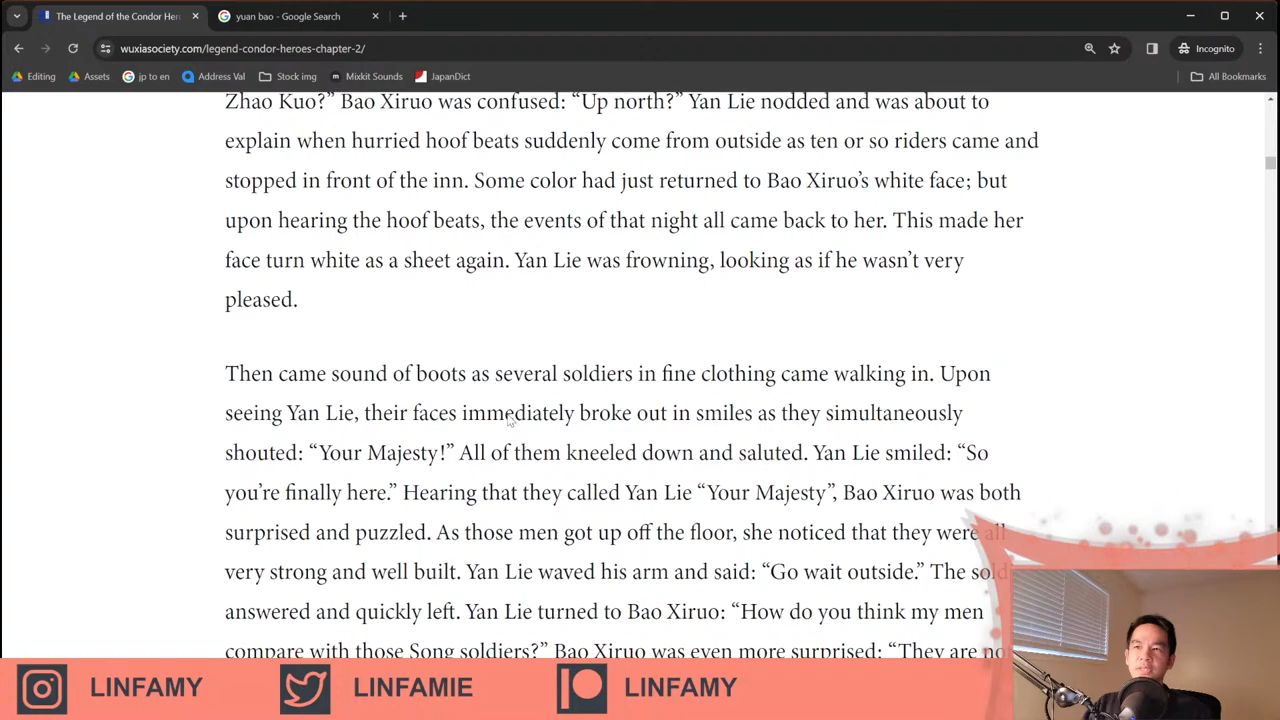 The Legend of the Condor Her
yuan bao - Google Search
wuxiasociety.com/legend-condor-heroes-chapter-2/
Incognito
Editing
Assets
jp to en
Address Val
Stock img
Mixkit Sounds
JapanDict
All Bookmarks
Zhao Kuo?” Bao Xiruo was confused: “Up north?” Yan Lie nodded and was about to
explain when hurried hoof beats suddenly come from outside as ten or so riders came and
stopped in front of the inn. Some color had just returned to Bao Xiruo’s white face; but
upon hearing the hoof beats, the events of that night all came back to her. This made her
face turn white as a sheet again. Yan Lie was frowning, looking as if he wasn’t very
pleased.
Then came sound of boots as several soldiers in fine clothing came walking in. Upon
seeing Yan Lie, their faces immediately broke out in smiles as they simultaneously
shouted: “Your Majesty!” All of them kneeled down and saluted. Yan Lie smiled: “So
you’re finally here.” Hearing that they called Yan Lie “Your Majesty”, Bao Xiruo was both
surprised and puzzled. As those men got up off the floor, she noticed that they were all
very strong and well built. Yan Lie waved his arm and said: “Go wait outside.” The sold
answered and quickly left. Yan Lie turned to Bao Xiruo: “How do you think my men
compare with those Song soldiers?” Bao Xiruo was even more surprised: “They are no
LINFAMY
LINFAMIE
LINFAMY